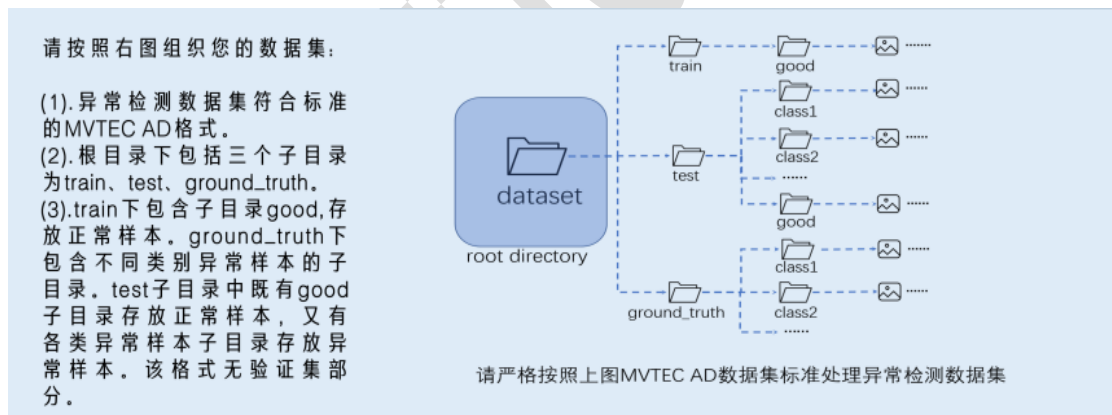 请按照右图组织您的数据集:
(1).异常检测数据集符合标准
的MVTEC AD格式。
(2).根目录下包括三个子目录
为train、test、ground_truth。
(3).train下包含子目录good,存
放正常样本。ground_truth下
包含不同类别异常样本的子
目录。test子目录中既有good
子目录存放正常样本，又有
各类异常样本子目录存放异
常样本。该格式无验证集部
分。
dataset
root directory
train
good
......
test
class1
......
class2
......
......
good
......
ground_truth
class1
......
class2
......
......
请严格按照上图MVTEC AD数据集标准处理异常检测数据集